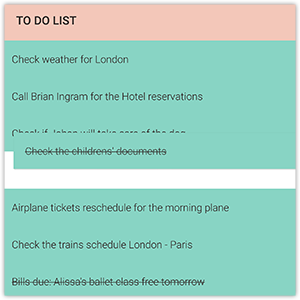 TO DO LIST
Check weather for London
Call Brian Ingram for the Hotel reservations
Check if Johan will take care of the dog
Check the childrens' documents
Airplane tickets reschedule for the morning plane
Check the trains schedule London - Paris
Bills due: Alissa's ballet class free tomorrow